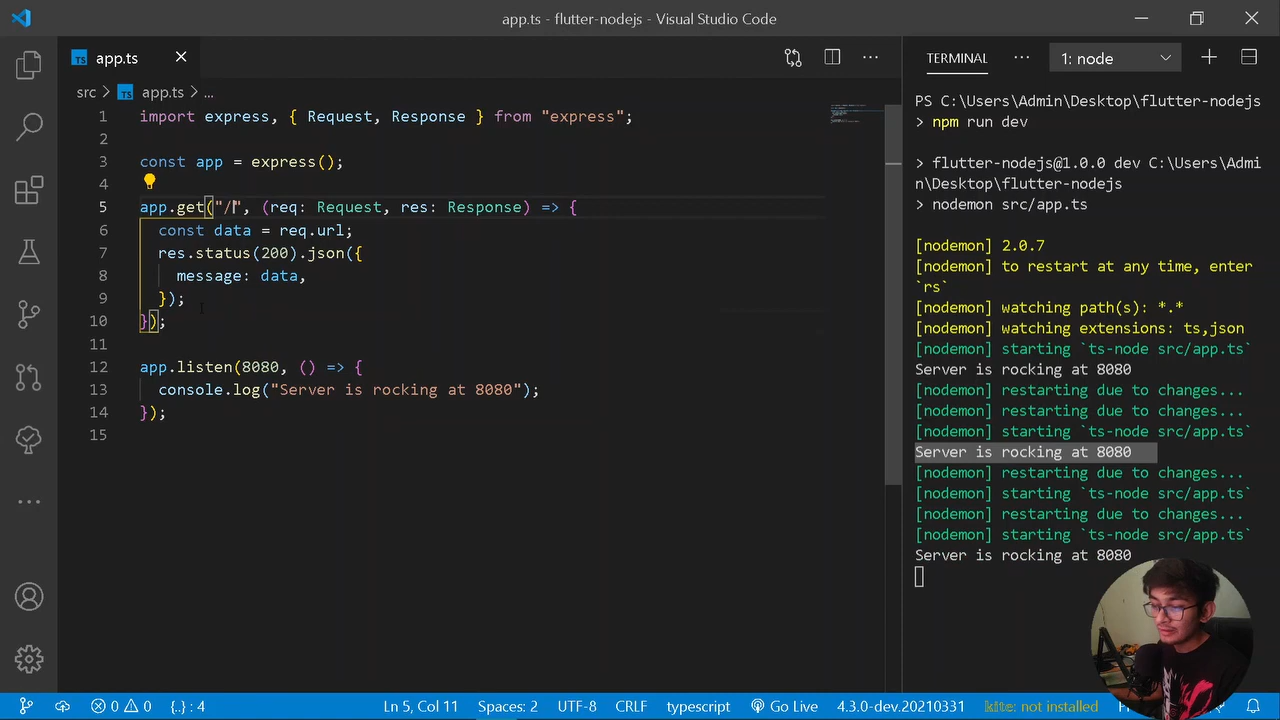 app.ts - flutter-nodejs - Visual Studio Code
TS app.ts
src > TS app.ts > ...
1 import express, { Request, Response } from "express";
2
3 const app = express();
4
5 app.get("/", (req: Request, res: Response) => {
6 const data = req.url;
7 res.status(200).json({
8 message: data,
9 });
10 });
11
12 app.listen(8080, () => {
13 console.log("Server is rocking at 8080");
14 });
15
TERMINAL ... 1: node
PS C:\Users\Admin\Desktop\flutter-nodejs
> npm run dev
> flutter-nodejs@1.0.0 dev C:\Users\Admi
n\Desktop\flutter-nodejs
> nodemon src/app.ts
[nodemon] 2.0.7
[nodemon] to restart at any time, enter
`rs`
[nodemon] watching path(s): *.*
[nodemon] watching extensions: ts,json
[nodemon] starting `ts-node src/app.ts`
Server is rocking at 8080
[nodemon] restarting due to changes...
[nodemon] restarting due to changes...
[nodemon] starting `ts-node src/app.ts`
Server is rocking at 8080
[nodemon] restarting due to changes...
[nodemon] starting `ts-node src/app.ts`
[nodemon] restarting due to changes...
[nodemon] starting `ts-node src/app.ts`
Server is rocking at 8080
0 0 {..} : 4 Ln 5, Col 11 Spaces: 2 UTF-8 CRLF typescript Go Live 4.3.0-dev.20210331 kite: not installed